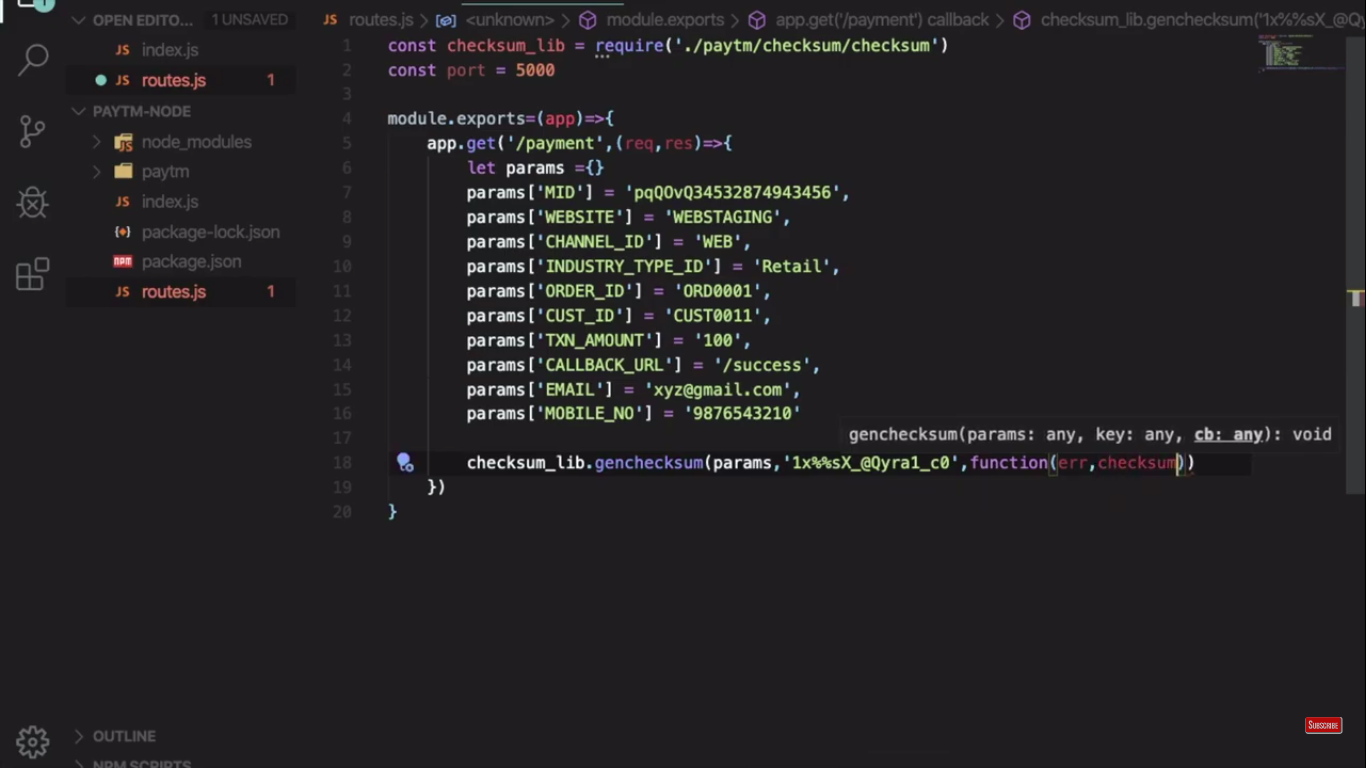 OPEN EDITO... 1 UNSAVED
JS index.js
JS routes.js 1
PAYTM-NODE
node_modules
paytm
JS index.js
package-lock.json
npm package.json
JS routes.js 1
OUTLINE
NPM SCRIPTS
1
JS routes.js > <unknown> > module.exports > app.get('/payment') callback > checksum_lib.genchecksum('1x%%sX_@Qy
1 const checksum_lib = require('./paytm/checksum/checksum')
2 const port = 5000
3
4 module.exports=(app)=>{
5 app.get('/payment',(req,res)=>{
6 let params ={}
7 params['MID'] = 'pqQOvQ34532874943456',
8 params['WEBSITE'] = 'WEBSTAGING',
9 params['CHANNEL_ID'] = 'WEB',
10 params['INDUSTRY_TYPE_ID'] = 'Retail',
11 params['ORDER_ID'] = 'ORD0001',
12 params['CUST_ID'] = 'CUST0011',
13 params['TXN_AMOUNT'] = '100',
14 params['CALLBACK_URL'] = '/success',
15 params['EMAIL'] = 'xyz@gmail.com',
16 params['MOBILE_NO'] = '9876543210'
17
genchecksum(params: any, key: any, cb: any): void
18 checksum_lib.genchecksum(params,'1x%%sX_@Qyra1_c0',function(err,checksum))
19 })
20 }
SUBSCRIBE